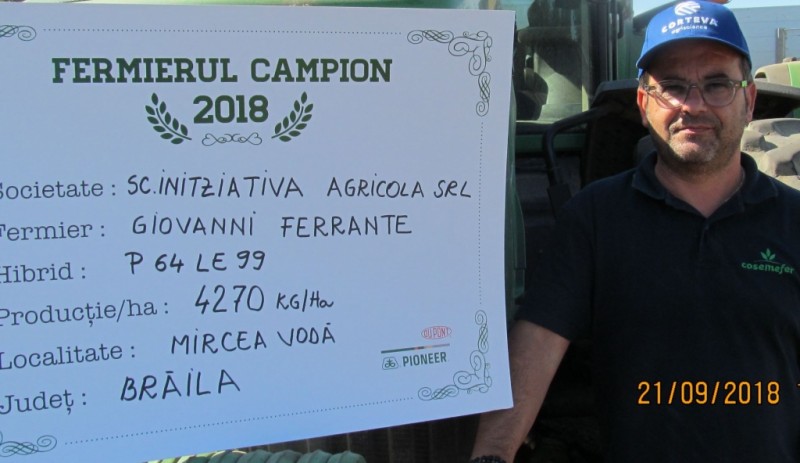 FERMIERUL CAMPION
2018
Societate : SC. INITZIATIVA AGRICOLA SRL
Fermier : GIOVANNI FERRANTE
Hibrid : P 64 LE 99
Producție/ha : 4270 KG/Ha
Localitate : MIRCEA VODĂ
Județ : BRĂILA
DUPONT
PIONEER
CORTEVA
agriscience
cosemefar
21/09/2018